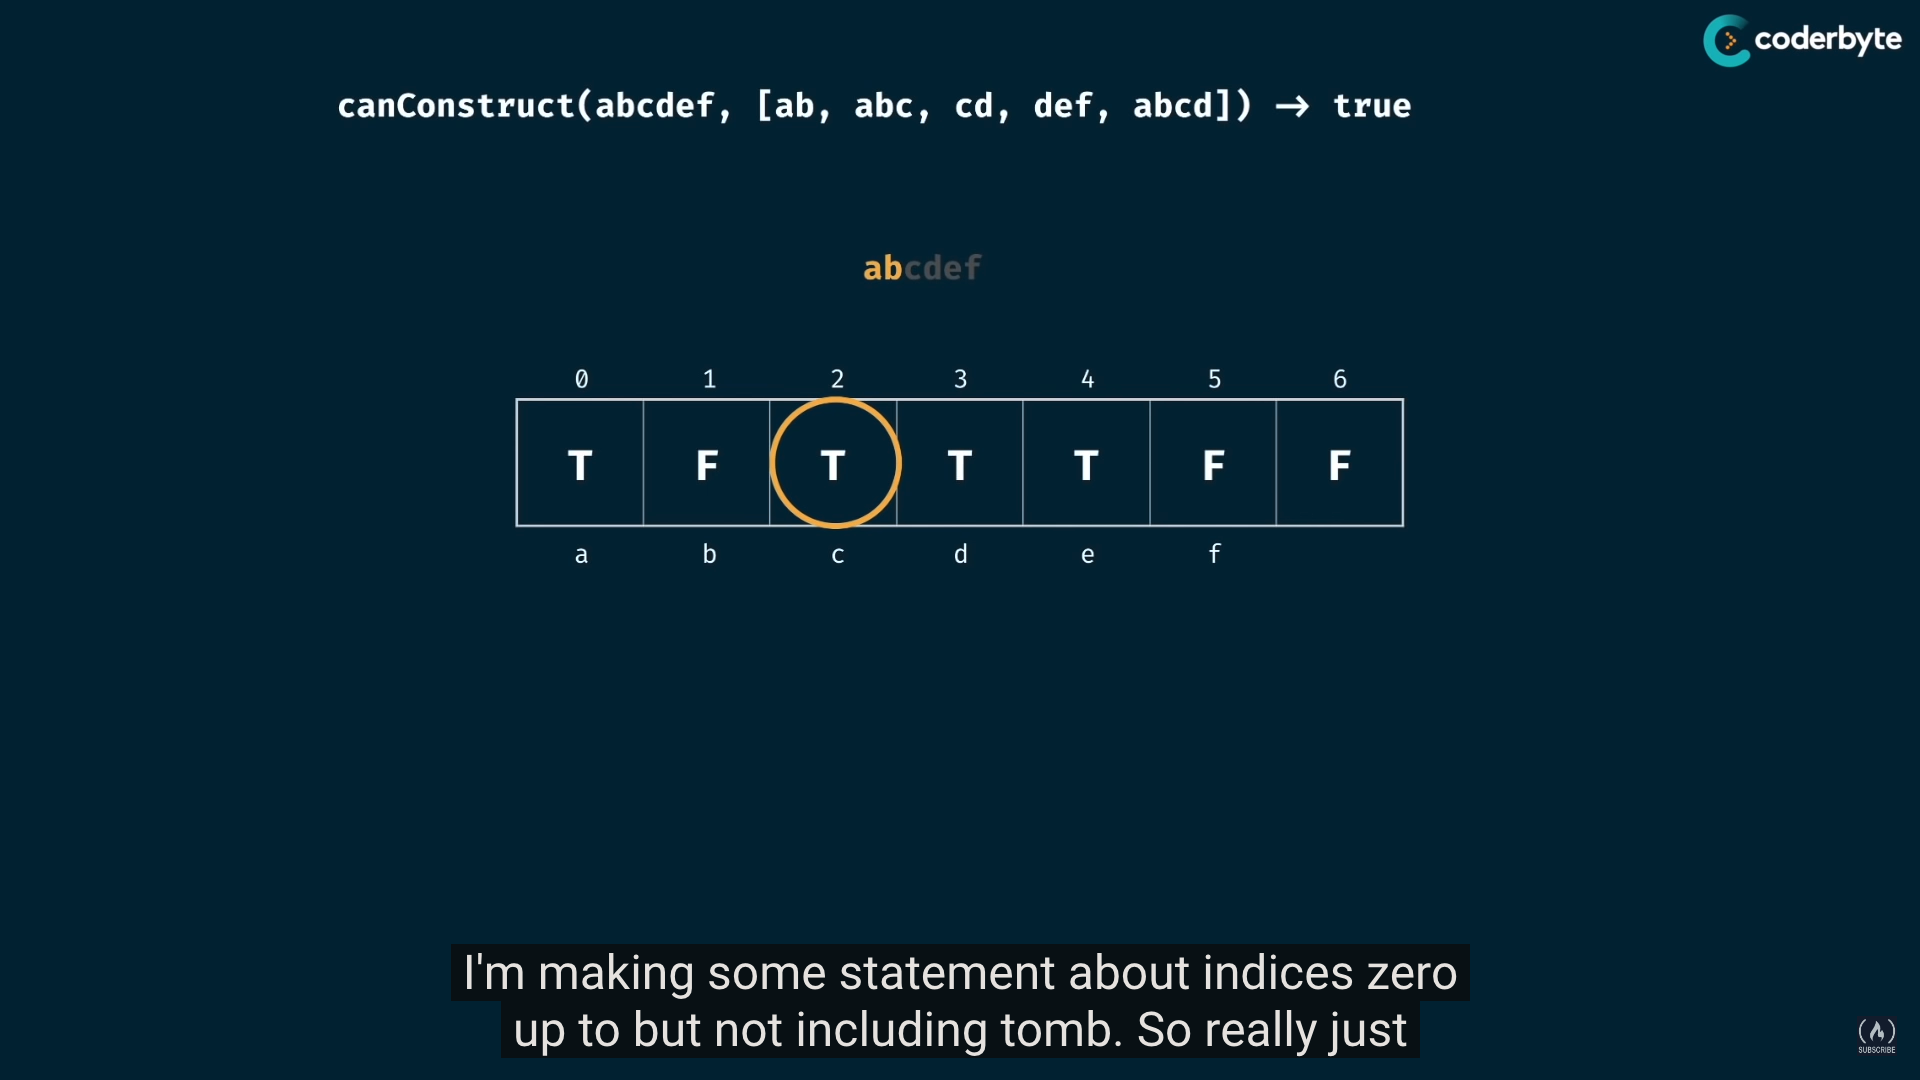 coderbyte
canConstruct(abcdef, [ab, abc, cd, def, abcd]) → true
abcdef
0 1 2 3 4 5 6
T F T T T F F
a b c d e f
I'm making some statement about indices zero
up to but not including tomb. So really just
SUBSCRIBE